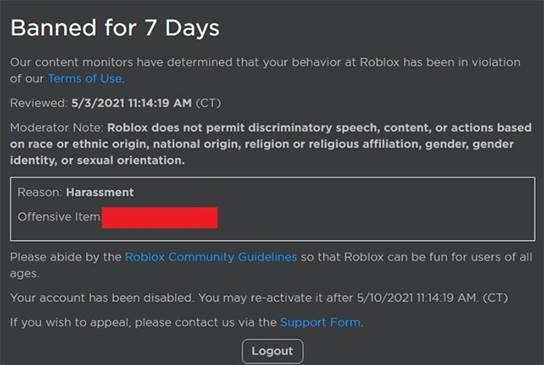 Banned for 7 Days
Our content monitors have determined that your behavior at Roblox has been in violation
of our Terms of Use.
Reviewed: 5/3/2021 11:14:19 AM (CT)
Moderator Note: Roblox does not permit discriminatory speech, content, or actions based
on race or ethnic origin, national origin, religion or religious affiliation, gender, gender
identity, or sexual orientation.
Reason: Harassment
Offensive Item
Please abide by the Roblox Community Guidelines so that Roblox can be fun for users of all
ages.
Your account has been disabled. You may re-activate it after 5/10/2021 11:14:19 AM. (CT)
If you wish to appeal, please contact us via the Support Form.
Logout